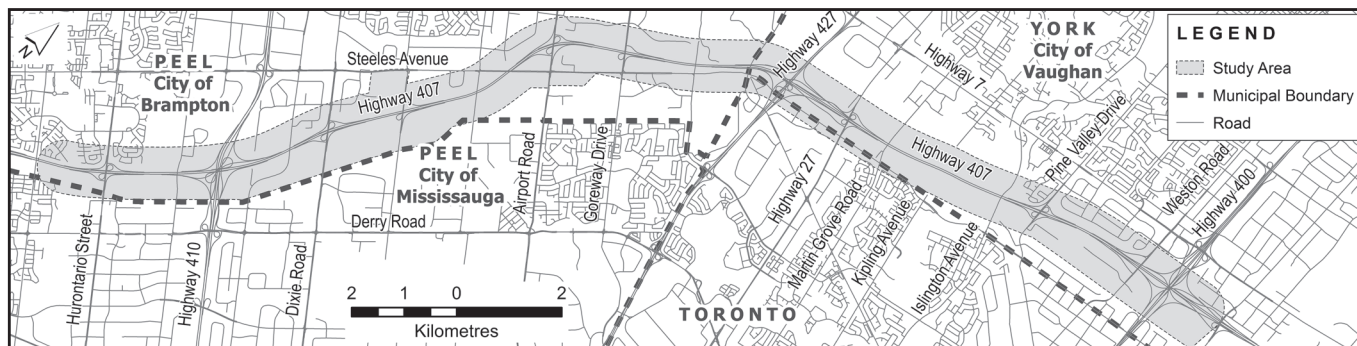 N
PEEL
City of
Brampton
Steeles Avenue
Highway 407
Highway 427
Highway 7
YORK
City of
Vaughan
LEGEND
Study Area
Municipal Boundary
Road
PEEL
City of
Mississauga
Airport Road
Goreway Drive
Highway 27
Martin Grove Road
Kipling Avenue
Islington Avenue
Highway 407
Pine Valley Drive
Weston Road
Highway 400
Derry Road
Hurontario Street
Highway 410
Dixie Road
2 1 0 2
Kilometres
TORONTO